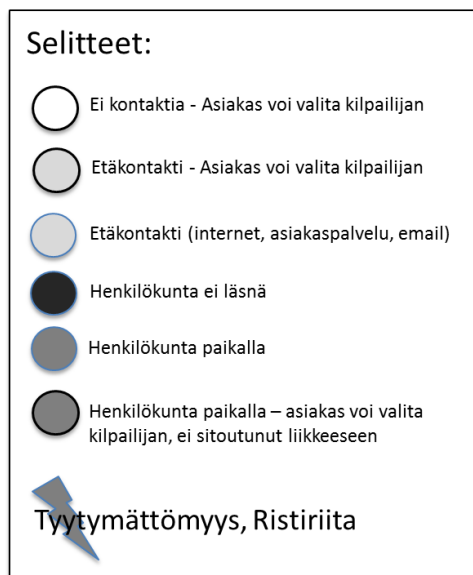 Selitteet:
Ei kontaktia - Asiakas voi valita kilpailijan
Etäkontakti - Asiakas voi valita kilpailijan
Etäkontakti (internet, asiakaspalvelu, email)
Henkilökunta ei läsnä
Henkilökunta paikalla
Henkilökunta paikalla – asiakas voi valita
kilpailijan, ei sitoutunut liikkeeseen
Tyytymättömyys, Ristiriita